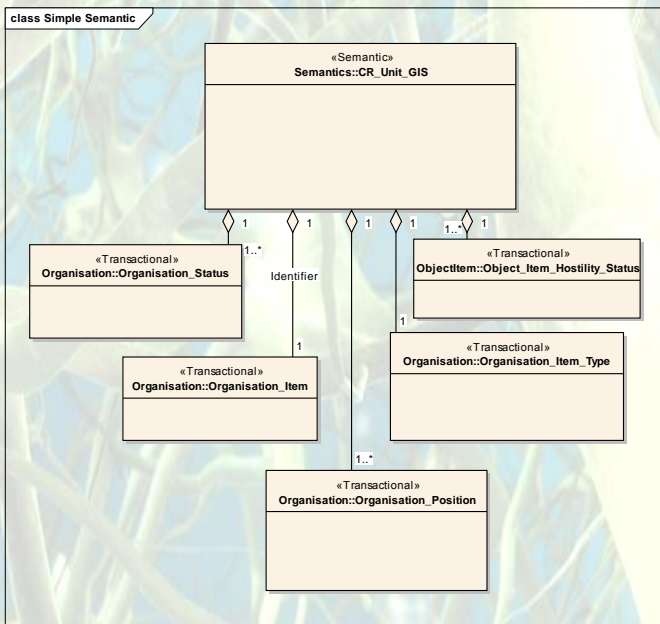 class Simple Semantic
«Semantic»
Semantics::CR_Unit_GIS
1
1
1
1
1
1..*
1..*
«Transactional»
Organisation::Organisation_Status
«Transactional»
ObjectItem::Object_Item_Hostility_Status
Identifier
1
1
«Transactional»
Organisation::Organisation_Item_Type
«Transactional»
Organisation::Organisation_Item
1..*
«Transactional»
Organisation::Organisation_Position